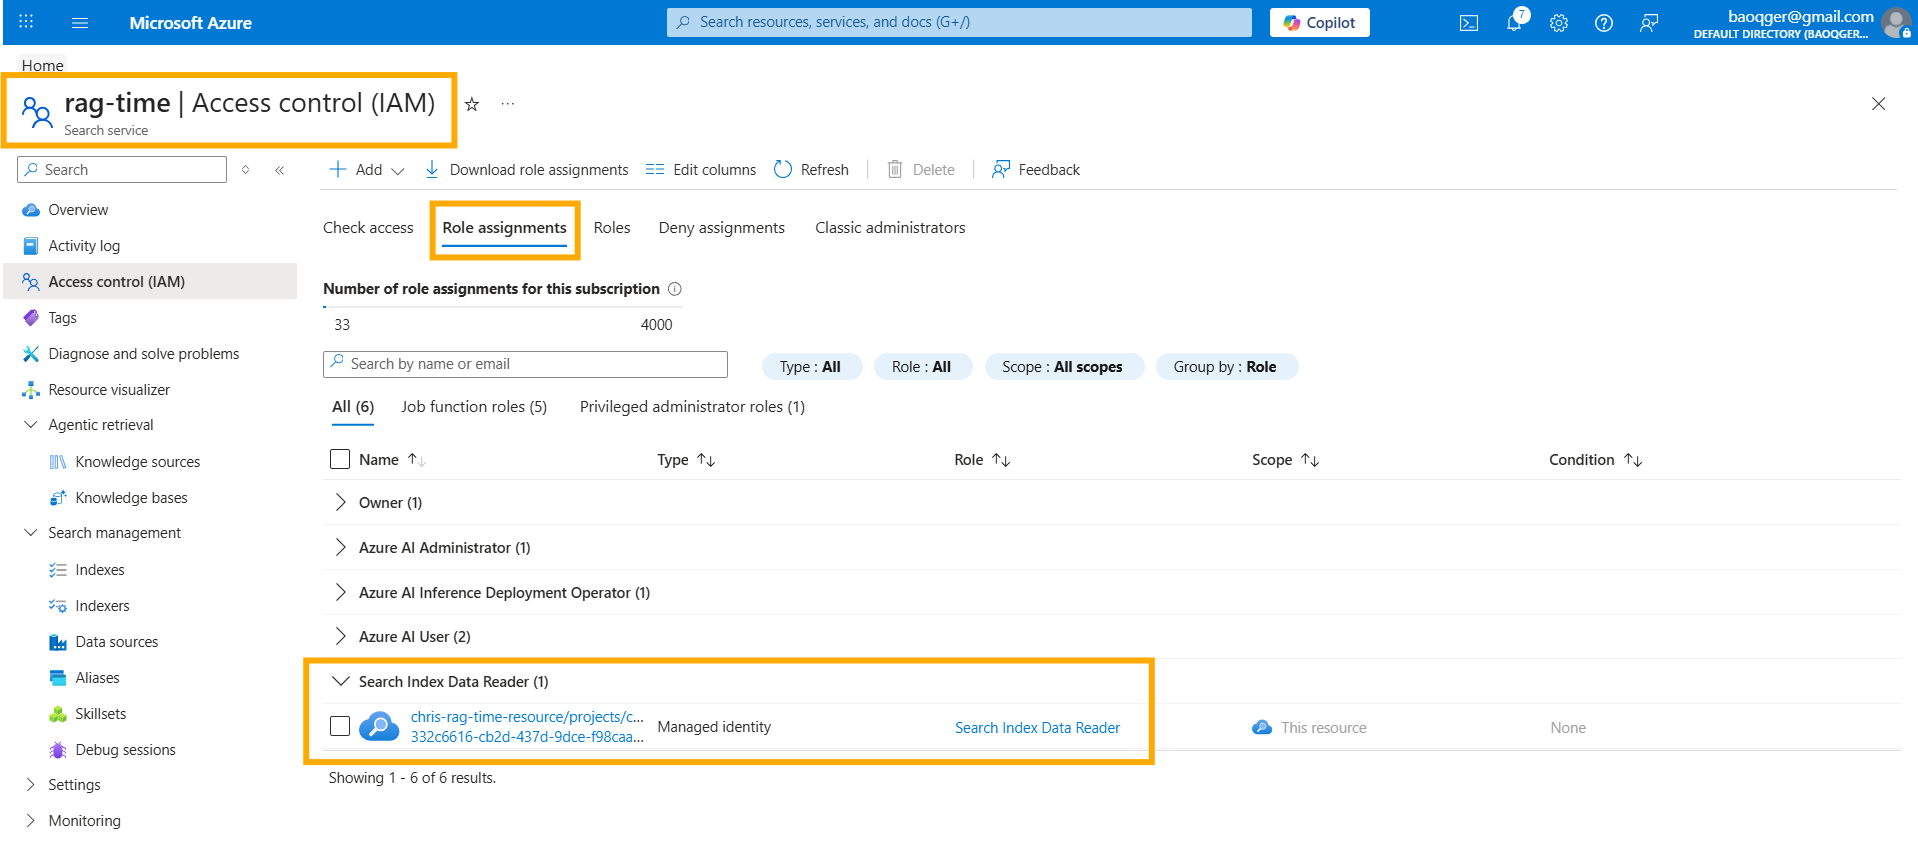 Microsoft Azure
Search resources, services, and docs (G+/)
Copilot
7
baoqger@gmail.com
DEFAULT DIRECTORY (BAOQGER...
Home
rag-time | Access control (IAM)
Search service
Search
Add
Download role assignments
Edit columns
Refresh
Delete
Feedback
Overview
Activity log
Access control (IAM)
Tags
Diagnose and solve problems
Resource visualizer
Agentic retrieval
Knowledge sources
Knowledge bases
Search management
Indexes
Indexers
Data sources
Aliases
Skillsets
Debug sessions
Settings
Monitoring
Check access
Role assignments
Roles
Deny assignments
Classic administrators
Number of role assignments for this subscription
33
4000
Search by name or email
Type : All
Role : All
Scope : All scopes
Group by : Role
All (6)
Job function roles (5)
Privileged administrator roles (1)
Name
Type
Role
Scope
Condition
Owner (1)
Azure AI Administrator (1)
Azure AI Inference Deployment Operator (1)
Azure AI User (2)
Search Index Data Reader (1)
chris-rag-time-resource/projects/c...
332c6616-cb2d-437d-9dce-f98caa...
Managed identity
Search Index Data Reader
This resource
None
Showing 1 - 6 of 6 results.